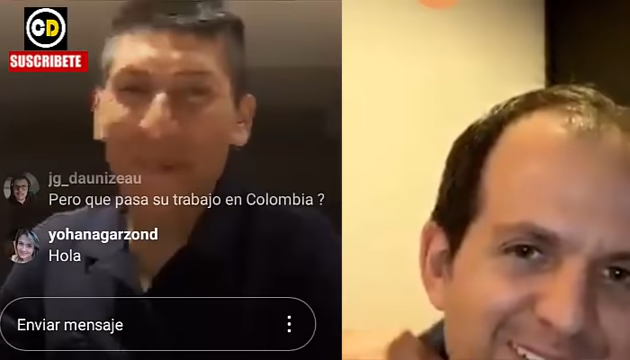 CD
SUSCRIBETE
jg_daunizeau
Pero que pasa su trabajo en Colombia ?
yohanagarzond
Hola
Enviar mensaje